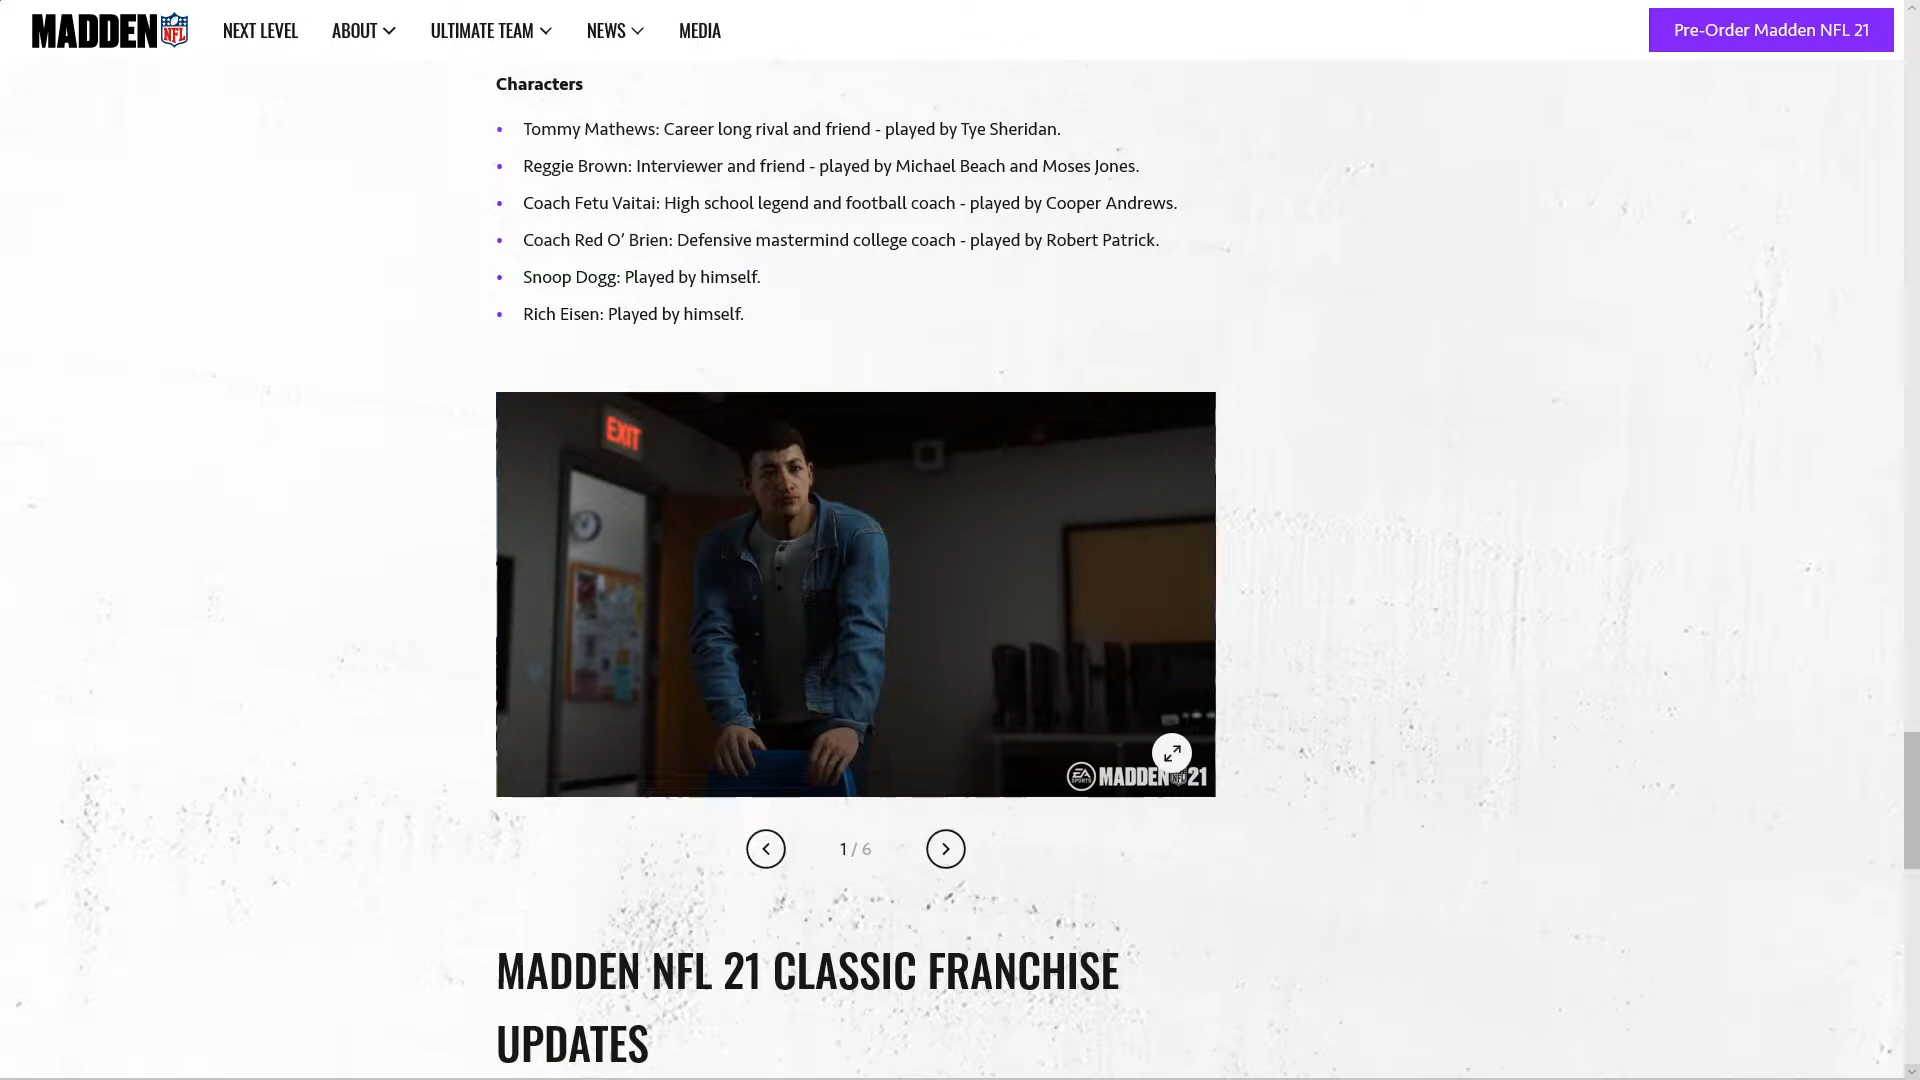 MADDEN NFL NEXT LEVEL ABOUT ULTIMATE TEAM NEWS MEDIA Pre-Order Madden NFL 21
Characters
• Tommy Mathews: Career long rival and friend - played by Tye Sheridan.
• Reggie Brown: Interviewer and friend - played by Michael Beach and Moses Jones.
• Coach Fetu Vaitai: High school legend and football coach - played by Cooper Andrews.
• Coach Red O’ Brien: Defensive mastermind college coach - played by Robert Patrick.
• Snoop Dogg: Played by himself.
• Rich Eisen: Played by himself.
EXIT
EA SPORTS MADDEN NFL 21
1 / 6
MADDEN NFL 21 CLASSIC FRANCHISE
UPDATES